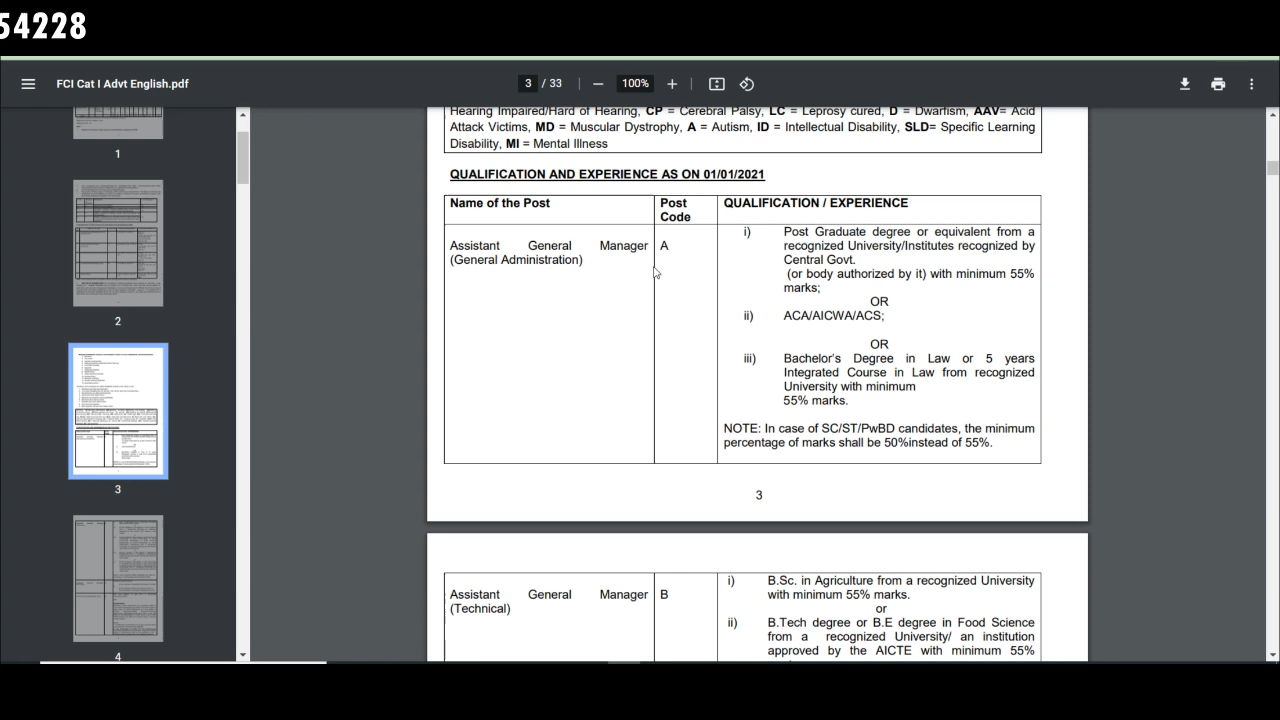 54228
FCI Cat I Advt English.pdf
3 / 33
100%
1
2
3
4
Hearing Impaired/Hard of Hearing, CP = Cerebral Palsy, LC = Leprosy cured, D = Dwarfism, AAV= Acid
Attack Victims, MD = Muscular Dystrophy, A = Autism, ID = Intellectual Disability, SLD= Specific Learning
Disability, MI = Mental Illness
QUALIFICATION AND EXPERIENCE AS ON 01/01/2021
Name of the Post
Post
Code
QUALIFICATION / EXPERIENCE
Assistant General Manager
(General Administration)
A
i) Post Graduate degree or equivalent from a
recognized University/Institutes recognized by
Central Govt.
(or body authorized by it) with minimum 55%
marks;
OR
ii) ACA/AICWA/ACS;
OR
iii) Bachelor's Degree in Law or 5 years
Integrated Course in Law from recognized
University with minimum
55% marks.
NOTE: In case of SC/ST/PwBD candidates, the minimum
percentage of marks shall be 50%instead of 55%.
3
Assistant General Manager
(Technical)
B
i) B.Sc. in Agriculture from a recognized University
with minimum 55% marks.
or
ii) B.Tech degree or B.E degree in Food Science
from a recognized University/ an institution
approved by the AICTE with minimum 55%